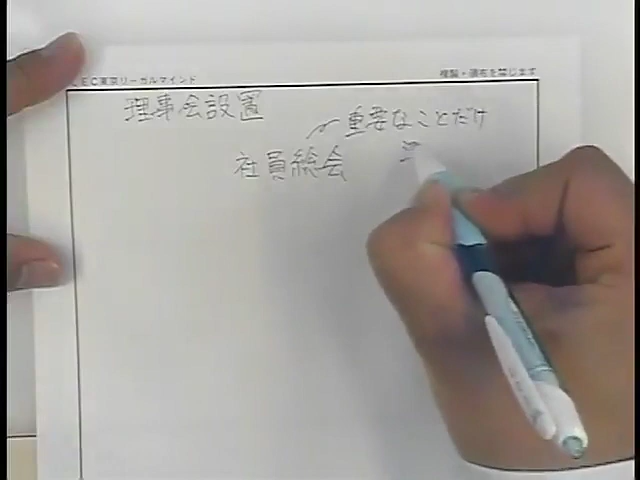 EC東京リーガルマインド
複製・頒布を禁じます
理事会設置
重要なことだけ
社員総会